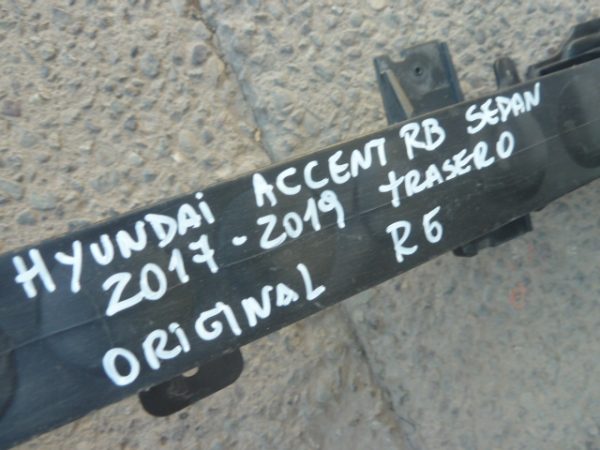 HYUNDAi ACCENT RB SEDAN
2017-2019 trASERO
ORiGINAL R6